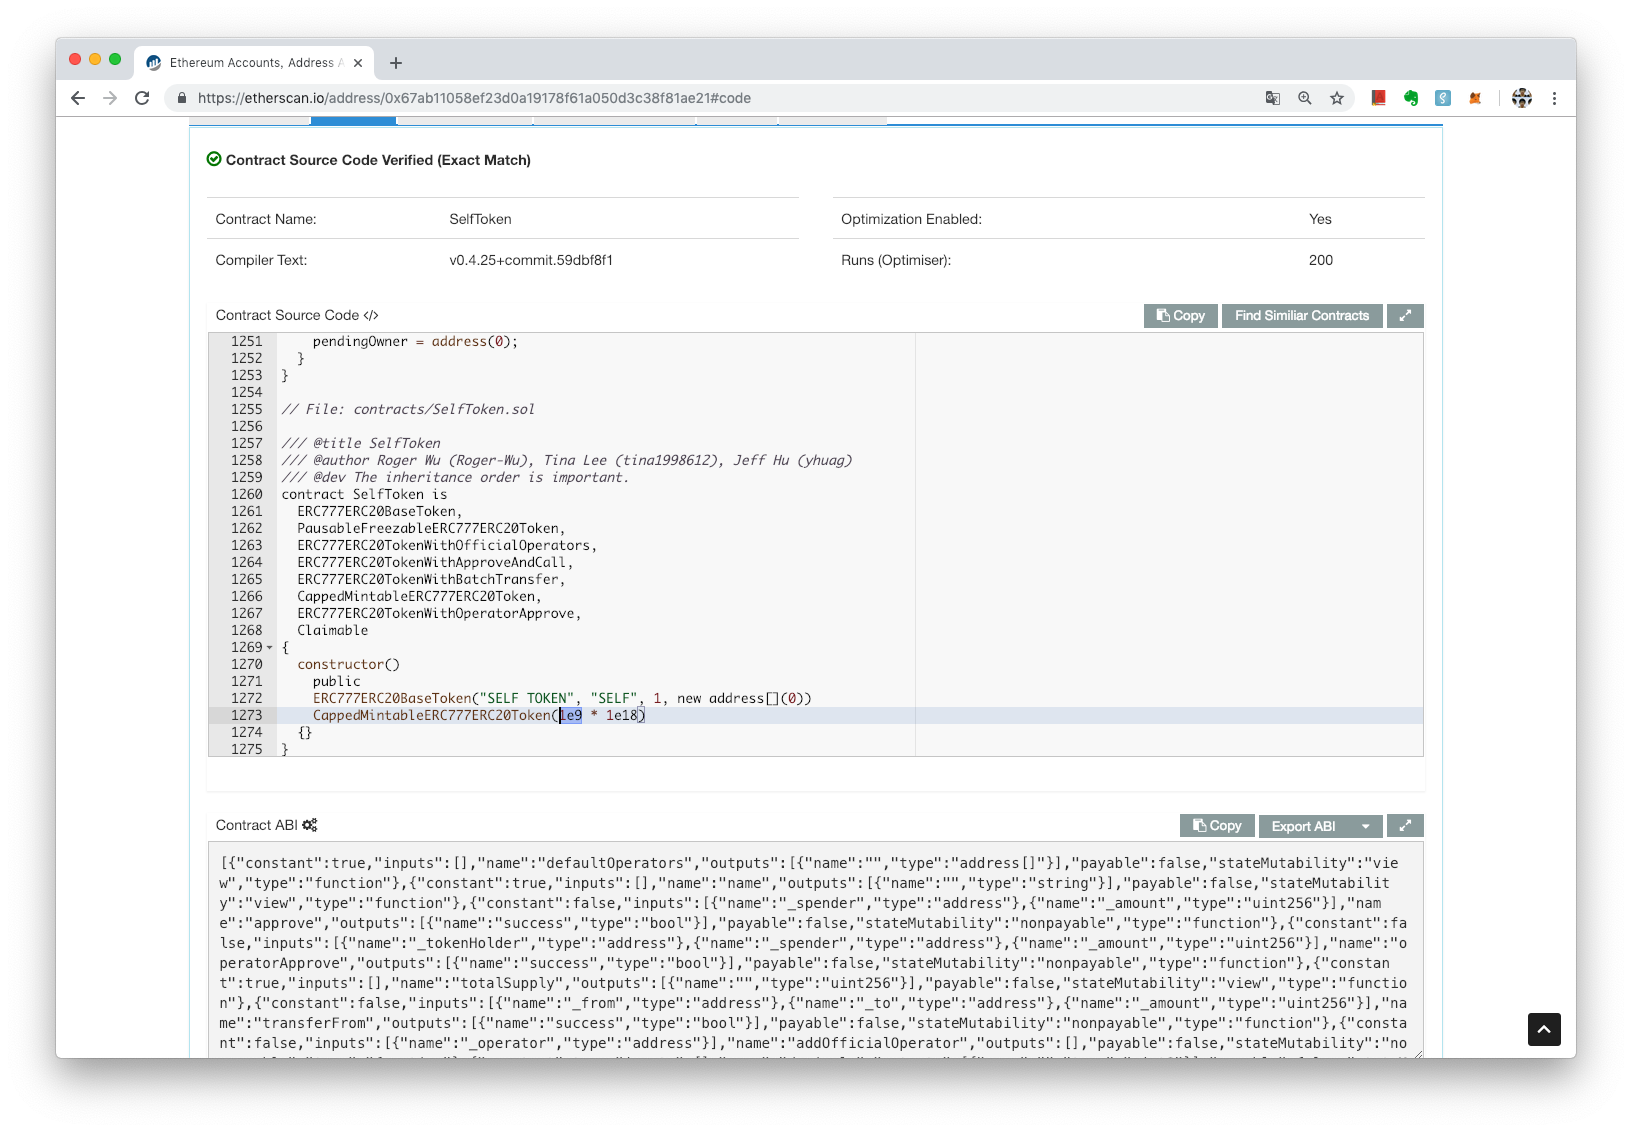 Ethereum Accounts, Address A
https://etherscan.io/address/0x67ab11058ef23d0a19178f61a050d3c38f81ae21#code
Contract Source Code Verified (Exact Match)
Contract Name: SelfToken Optimization Enabled: Yes
Compiler Text: v0.4.25+commit.59dbf8f1 Runs (Optimiser): 200
Contract Source Code </> Copy Find Similiar Contracts
1251 pendingOwner = address(0);
1252 }
1253 }
1254
1255 // File: contracts/SelfToken.sol
1256
1257 /// @title SelfToken
1258 /// @author Roger Wu (Roger-Wu), Tina Lee (tina1998612), Jeff Hu (yhuag)
1259 /// @dev The inheritance order is important.
1260 contract SelfToken is
1261 ERC777ERC20BaseToken,
1262 PausableFreezableERC777ERC20Token,
1263 ERC777ERC20TokenWithOfficialOperators,
1264 ERC777ERC20TokenWithApproveAndCall,
1265 ERC777ERC20TokenWithBatchTransfer,
1266 CappedMintableERC777ERC20Token,
1267 ERC777ERC20TokenWithOperatorApprove,
1268 Claimable
1269 {
1270 constructor()
1271 public
1272 ERC777ERC20BaseToken("SELF TOKEN", "SELF", 1, new address[](0))
1273 CappedMintableERC777ERC20Token(1e9 * 1e18)
1274 {}
1275 }
Contract ABI Copy Export ABI
[{"constant":true,"inputs":[],"name":"defaultOperators","outputs":[{"name":"","type":"address[]"}],"payable":false,"stateMutability":"vie
w","type":"function"},{"constant":true,"inputs":[],"name":"name","outputs":[{"name":"","type":"string"}],"payable":false,"stateMutabilit
y":"view","type":"function"},{"constant":false,"inputs":[{"name":"_spender","type":"address"},{"name":"_amount","type":"uint256"}],"nam
e":"approve","outputs":[{"name":"success","type":"bool"}],"payable":false,"stateMutability":"nonpayable","type":"function"},{"constant":fa
lse,"inputs":[{"name":"_tokenHolder","type":"address"},{"name":"_spender","type":"address"},{"name":"_amount","type":"uint256"}],"name":"o
peratorApprove","outputs":[{"name":"success","type":"bool"}],"payable":false,"stateMutability":"nonpayable","type":"function"},{"constan
t":true,"inputs":[],"name":"totalSupply","outputs":[{"name":"","type":"uint256"}],"payable":false,"stateMutability":"view","type":"functio
n"},{"constant":false,"inputs":[{"name":"_from","type":"address"},{"name":"_to","type":"address"},{"name":"_amount","type":"uint256"}],"na
me":"transferFrom","outputs":[{"name":"success","type":"bool"}],"payable":false,"stateMutability":"nonpayable","type":"function"},{"consta
nt":false,"inputs":[{"name":"_operator","type":"address"}],"name":"addOfficialOperator","outputs":[],"payable":false,"stateMutability":"no